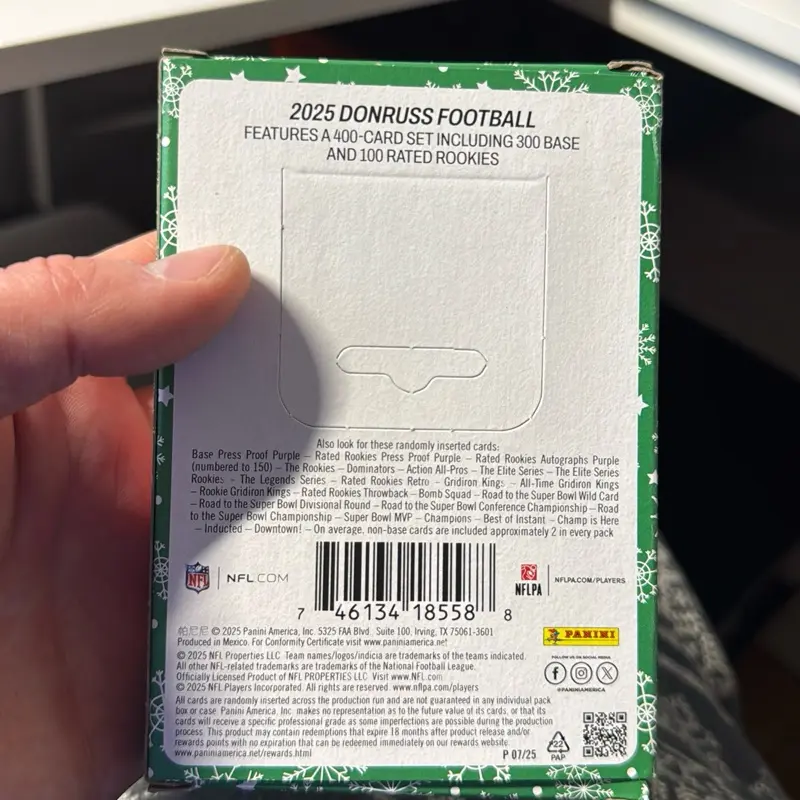 2025 DONRUSS FOOTBALL
FEATURES A 400-CARD SET INCLUDING 300 BASE
AND 100 RATED ROOKIES
Also look for these randomly inserted cards:
Base Press Proof Purple – Rated Rookies Press Proof Purple – Rated Rookies Autographs Purple
(numbered to 150) – The Rookies – Dominators – Action All-Pros – The Elite Series – The Elite Series
Rookies – The Legends Series – Rated Rookies Retro – Gridiron Kings – All-Time Gridiron Kings
– Rookie Gridiron Kings – Rated Rookies Throwback – Bomb Squad – Road to the Super Bowl Wild Card
– Road to the Super Bowl Divisional Round – Road to the Super Bowl Conference Championship – Road
to the Super Bowl Championship – Super Bowl MVP – Champions – Best of Instant – Champ is Here
– Inducted – Downtown! – On average, non-base cards are included approximately 2 in every pack
NFL
NFL.COM
NFLPA
NFLPA.COM/PLAYERS
7 46134 18558 8
帕尼尼 © 2025 Panini America, Inc. 5325 FAA Blvd. Suite 100, Irving, TX 75061-3601
Produced in Mexico. For Conformity Certificate visit www.paniniamerica.net
PANINI
© 2025 NFL Properties LLC. Team names/logos/indicia are trademarks of the teams indicated.
All other NFL-related trademarks are trademarks of the National Football League.
Officially Licensed Product of NFL PROPERTIES LLC. Visit www.NFL.com
© 2025 NFL Players Incorporated. All rights are reserved. www.nflpa.com/players
FOLLOW US ON SOCIAL MEDIA
@PANINIAMERICA
All cards are randomly inserted across the production run and are not guaranteed in any individual pack
box or case. Panini America, Inc. makes no representation as to the future value of its cards, or that its
cards will receive a specific professional grade as some imperfections are possible during the production
process. This product may contain redemptions that expire 18 months after product release and/or
rewards points with no expiration that can be redeemed immediately on our rewards website
www.paniniamerica.net/rewards.html
P 07/25
22
PAP